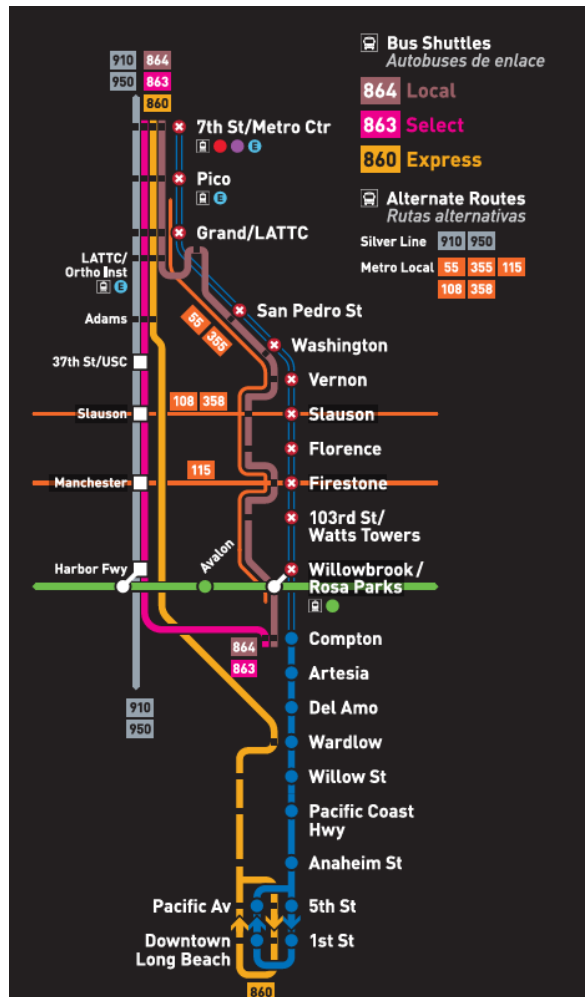 910 864
950 863
860
Bus Shuttles
Autobuses de enlace
864 Local
863 Select
860 Express
Alternate Routes
Rutas alternativas
Silver Line 910 950
Metro Local 55 355 115
108 358
7th St/Metro Ctr
E
Pico
E
Grand/LATTC
LATTC/
Ortho Inst
E
San Pedro St
Adams
55
355
Washington
37th St/USC
Vernon
108 358
Slauson
Slauson
Florence
115
Manchester
Firestone
103rd St/
Watts Towers
Avalon
Harbor Fwy
Willowbrook/
Rosa Parks
Compton
864
863
Artesia
910
950
Del Amo
Wardlow
Willow St
Pacific Coast
Hwy
Anaheim St
Pacific Av
5th St
Downtown
Long Beach
1st St
860